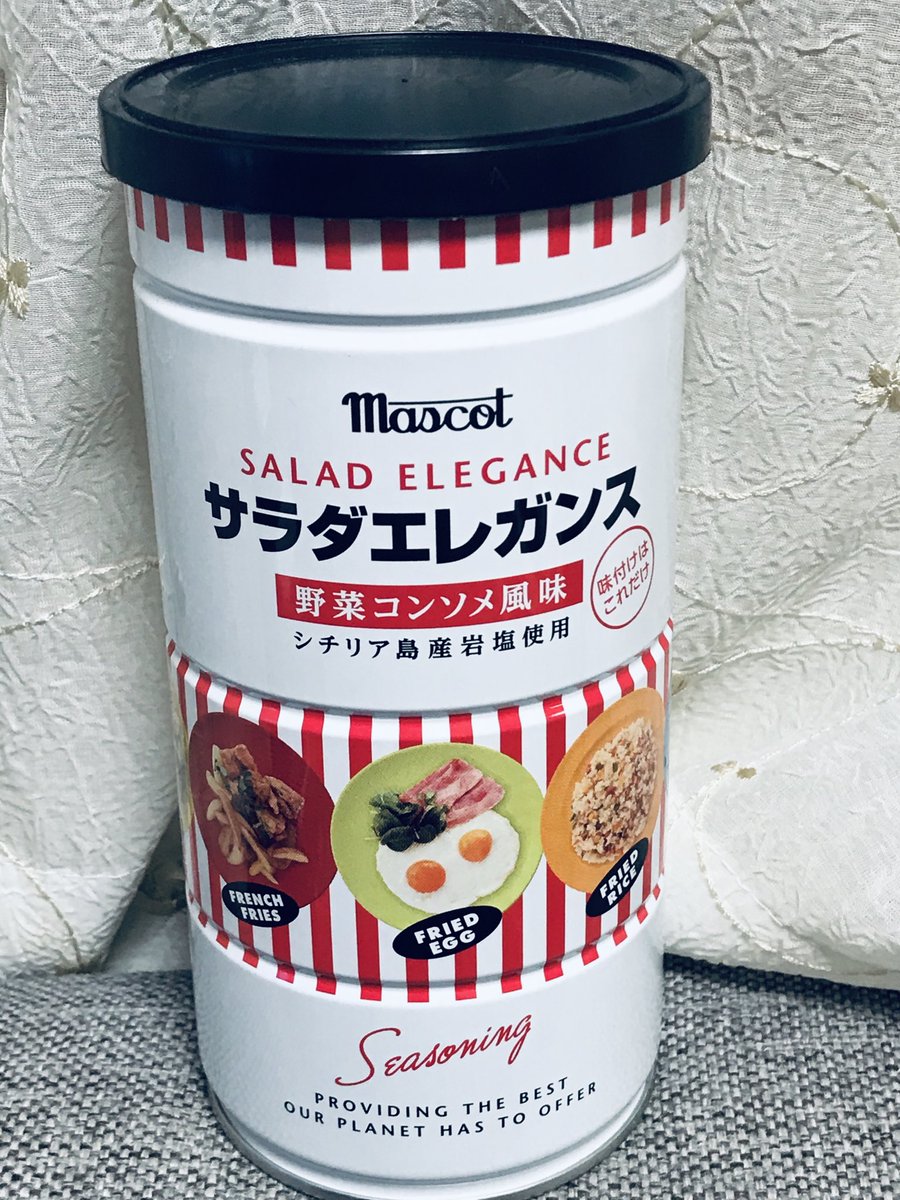 mascot
SALAD ELEGANCE
サラダエレガンス
野菜コンソメ風味
味付けは
これだけ
シチリア島産岩塩使用
FRENCH
FRIES
FRIED
EGG
FRIED
RICE
Seasoning
PROVIDING THE BEST
OUR PLANET HAS TO OFFER